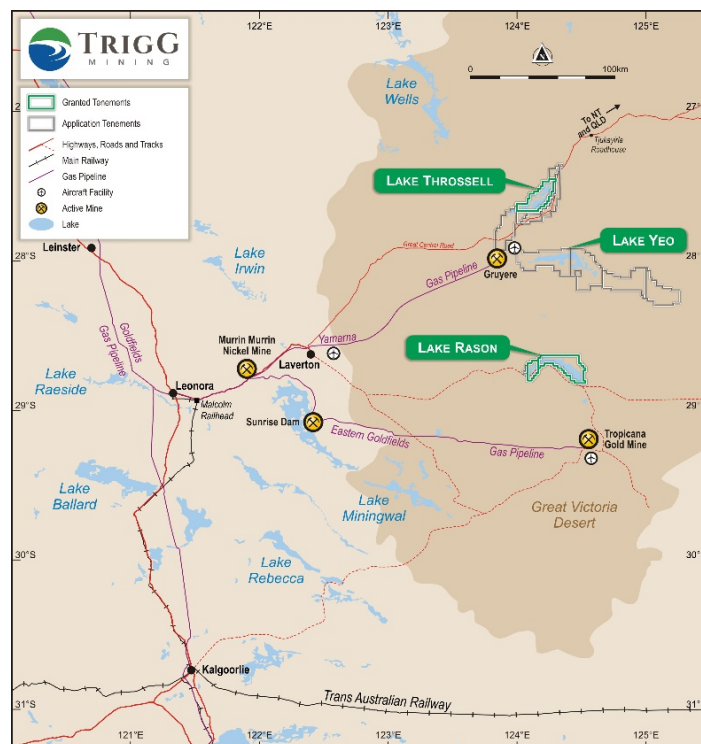 TRIGG
MINING
Granted Tenements
Application Tenements
Highways, Roads and Tracks
Main Railway
Gas Pipeline
Aircraft Facility
Active Mine
Lake
122°E
123°E
124°E
125°E
0
100km
27°
Lake
Wells
To NT
and QLD
Tjukayirla
Roadhouse
LAKE THROSSELL
LAKE YEO
Leinster
28°S
Lake
Irwin
Great Central Road
Gas Pipeline
Gruyere
28°
Goldfields
Gas Pipeline
Murrin Murrin
Nickel Mine
Yamarna
Laverton
LAKE RASON
Lake
Raeside
Leonora
Malcolm
Railhead
29°S
Sunrise Dam
Eastern Goldfields
Gas Pipeline
Tropicana
Gold Mine
29°
Lake
Ballard
Lake
Miningwal
Great Victoria
Desert
30°S
30°
Lake
Rebecca
Kalgoorlie
Trans Australian Railway
31°S
31°
121°E
122°E
123°E
124°E
125°E